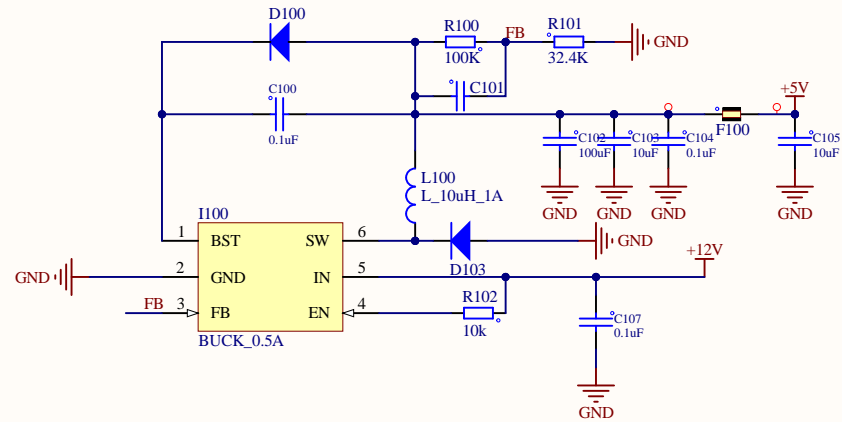 D100
R100
FB
R101
GND
100K
32.4K
C100
C101
+5V
0.1uF
F100
C102
100uF
C103
10uF
C104
0.1uF
C105
10uF
GND
GND
GND
GND
L100
L_10uH_1A
I100
1
BST
SW
6
GND
D103
+12V
GND
2
GND
IN
5
FB
3
FB
EN
4
R102
10k
C107
0.1uF
BUCK_0.5A
GND